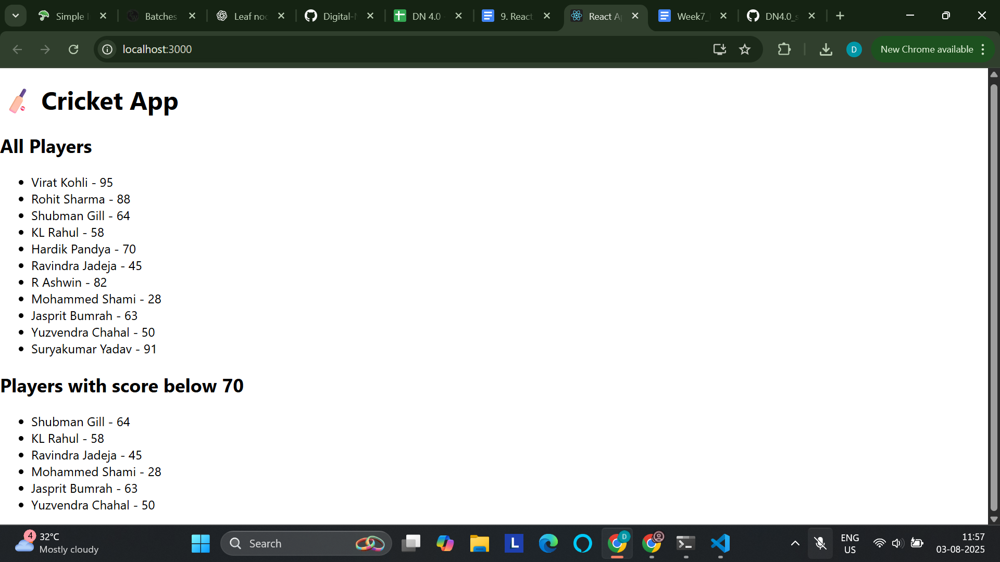 Simple
Batches
Leaf no
Digital-
DN 4.0
9. React
React A
Week7_
DN4.0_s
localhost:3000
D
New Chrome available
Cricket App
All Players
Virat Kohli - 95
Rohit Sharma - 88
Shubman Gill - 64
KL Rahul - 58
Hardik Pandya - 70
Ravindra Jadeja - 45
R Ashwin - 82
Mohammed Shami - 28
Jasprit Bumrah - 63
Yuzvendra Chahal - 50
Suryakumar Yadav - 91
Players with score below 70
Shubman Gill - 64
KL Rahul - 58
Ravindra Jadeja - 45
Mohammed Shami - 28
Jasprit Bumrah - 63
Yuzvendra Chahal - 50
4
32°C
Mostly cloudy
Search
L
D
ENG
US
11:57
03-08-2025